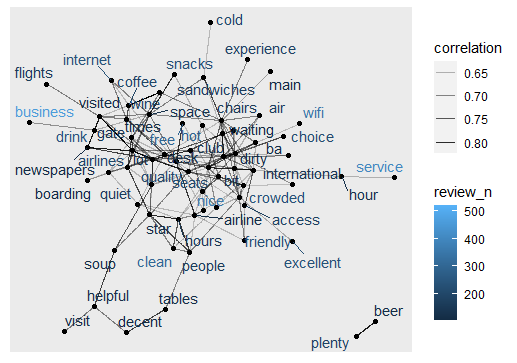 cold
correlation
experience
internet
snacks
0.65
flights
coffee
main
sandwiches
0.70
visited
wine
space
chairs
air
0.75
business
times
wifi
gate
hot
waiting
0.80
drink
free
choice
club
newspapers
airlines
lot
desk
ba
dirty
service
review_n
quality
bit
international
boarding
quiet
seats
hour
500
nice
crowded
400
star
airline
access
300
hours
friendly
soup
clean
people
excellent
200
helpful
tables
beer
visit
decent
plenty